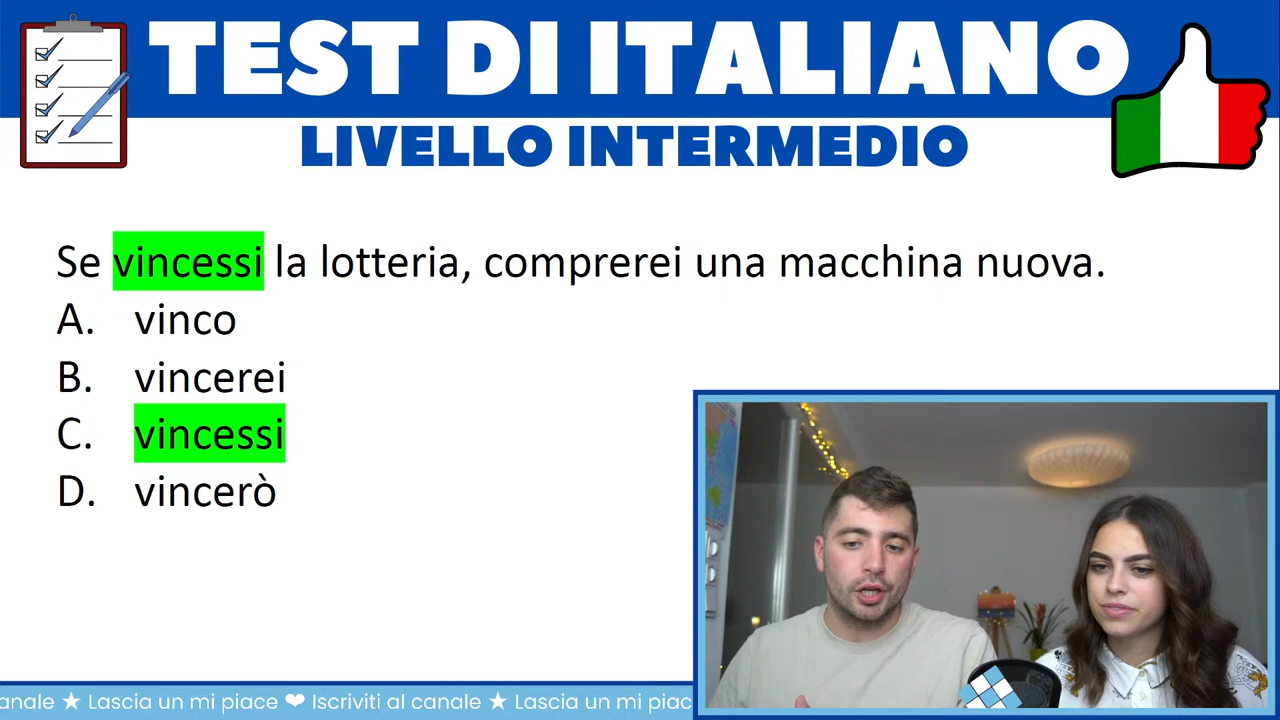 TEST DI ITALIANO
LIVELLO INTERMEDIO
Se vincessi la lotteria, comprerei una macchina nuova.
A. vinco
B. vincerei
C. vincessi
D. vincerò
anale ★ Lascia un mi piace ❤ Iscriviti al canale ★ Lascia un mi piac